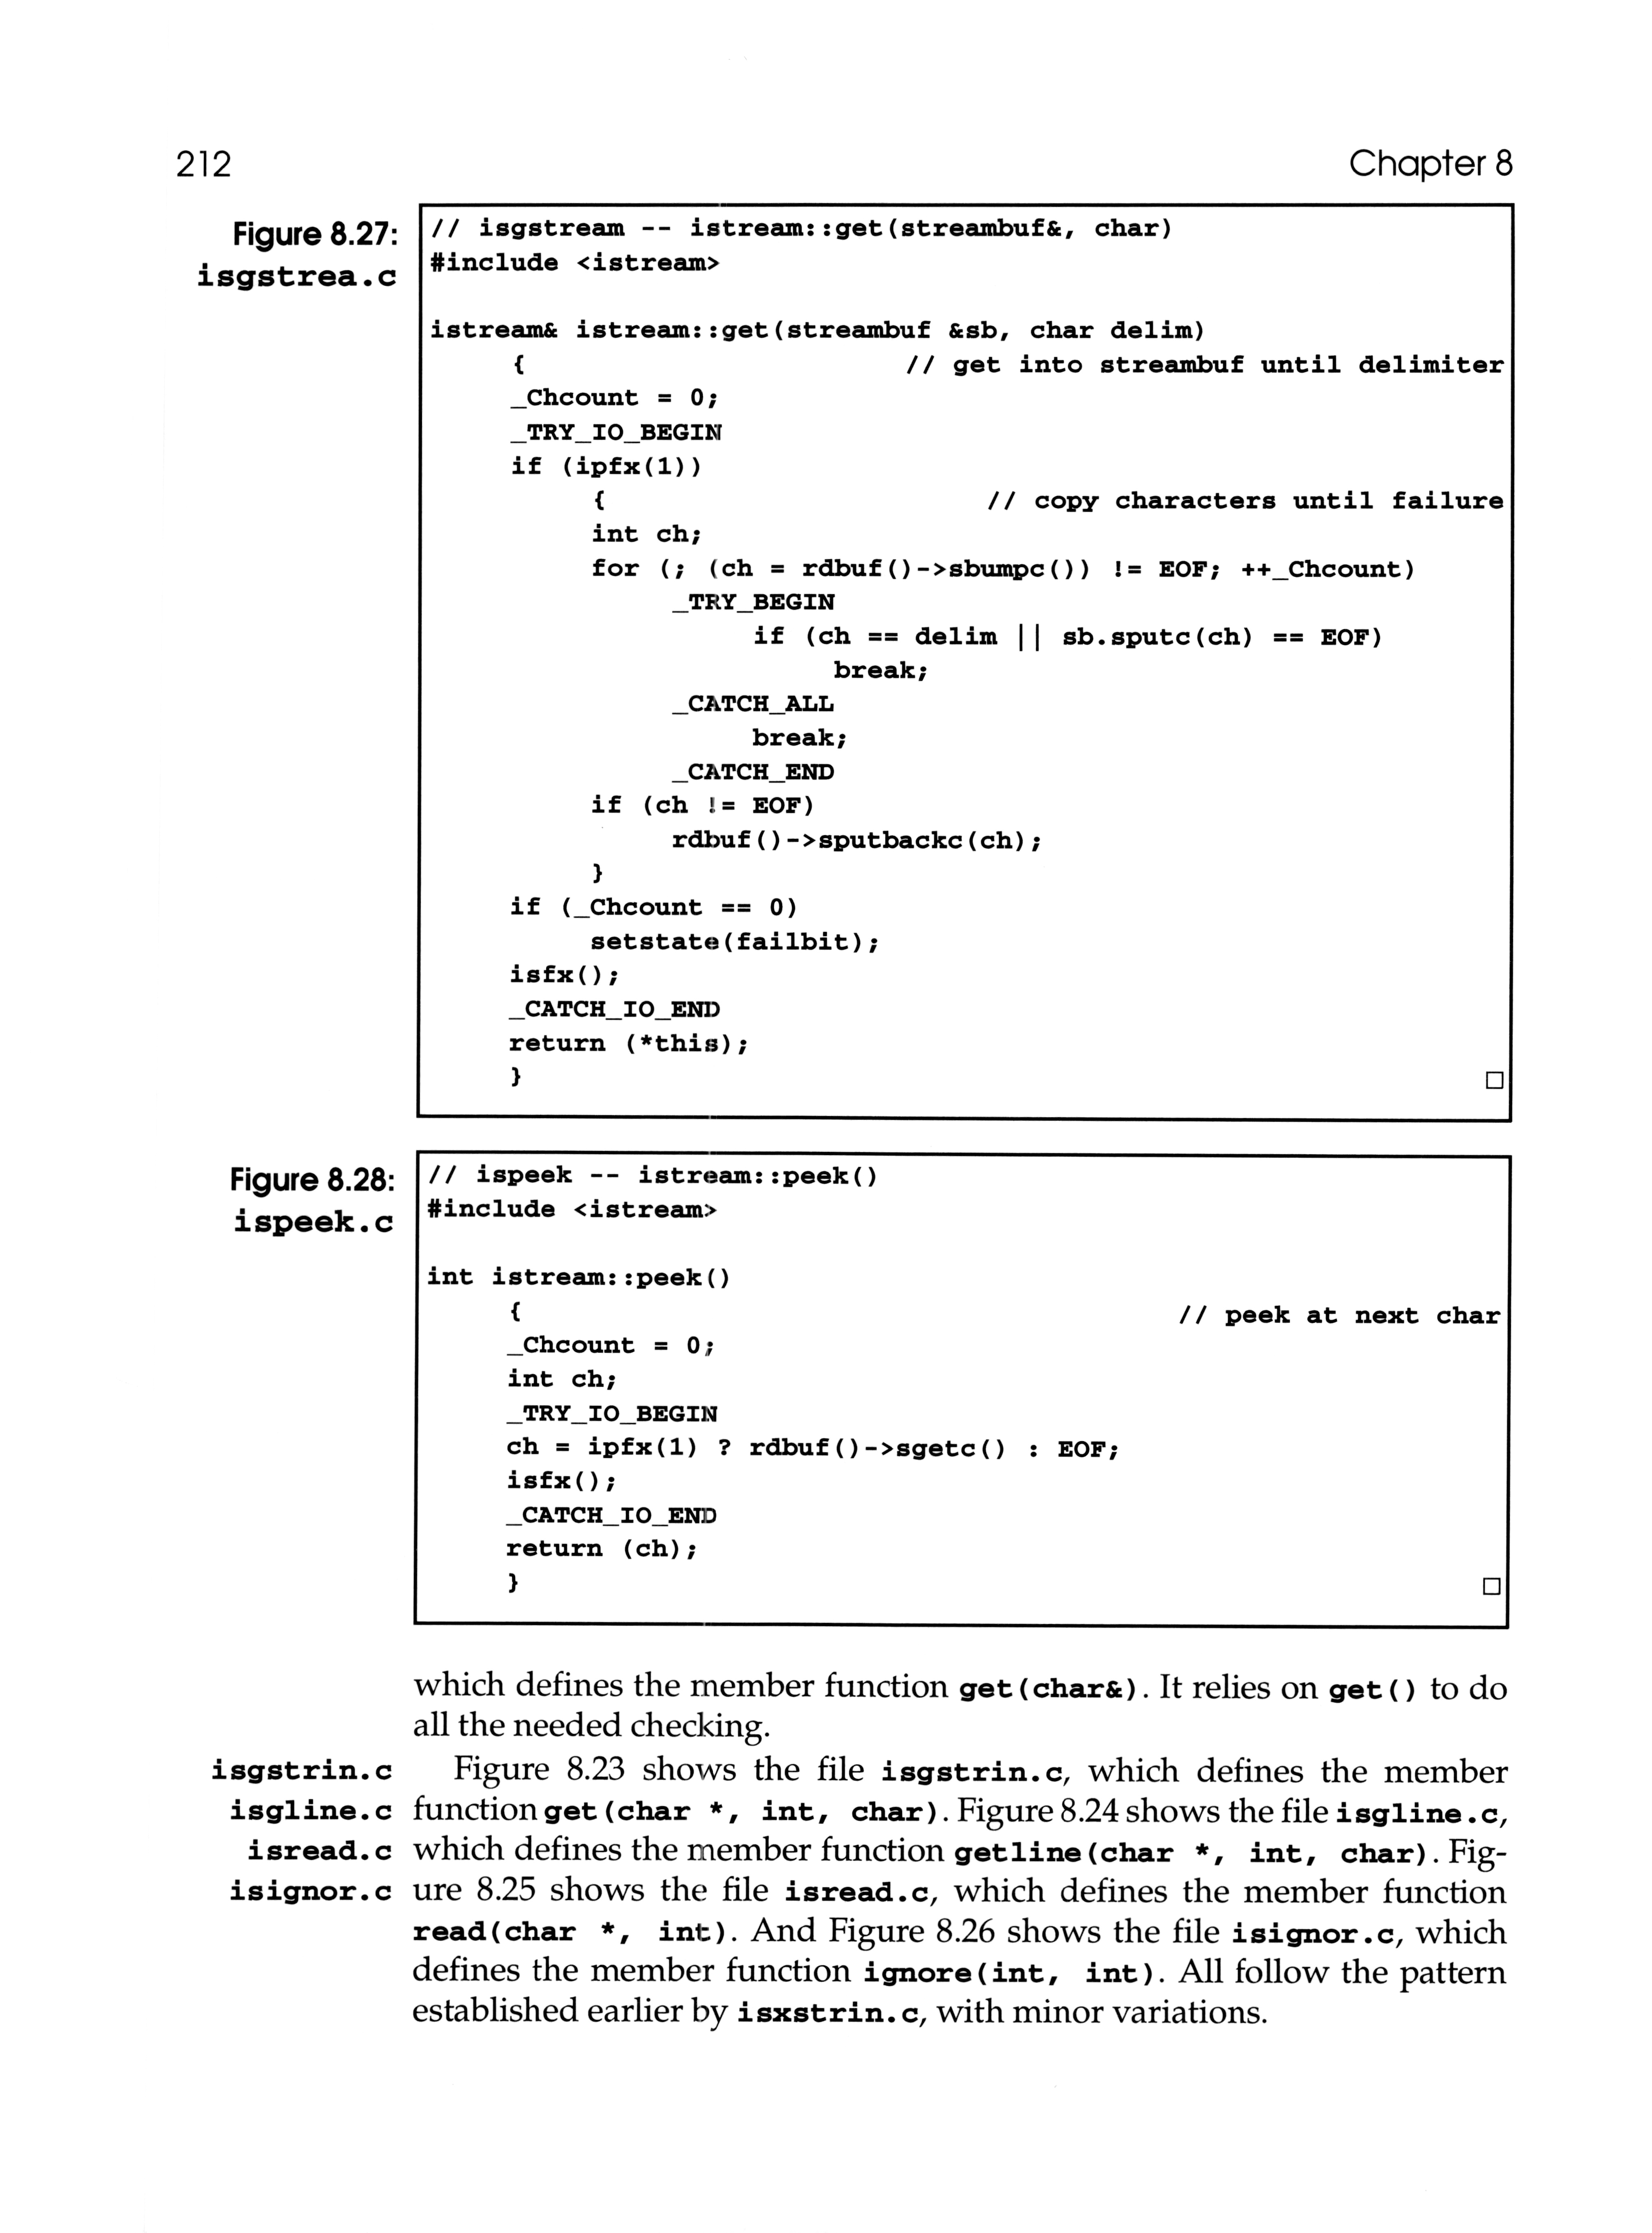 212
Chapter 8
Figure 8.27:
isgstrea.c
// isgstream -- istream::get(streambuf&, char)
#include <istream>
istream& istream::get(streambuf &sb, char delim)
{ // get into streambuf until delimiter
_Chcount = 0;
_TRY_IO_BEGIN
if (ipfx(1))
{ // copy characters until failure
int ch;
for (; (ch = rdbuf()->sbumpc()) != EOF; ++_Chcount)
_TRY_BEGIN
if (ch == delim || sb.sputc(ch) == EOF)
break;
_CATCH_ALL
break;
_CATCH_END
if (ch != EOF)
rdbuf()->sputbackc(ch);
}
if (_Chcount == 0)
setstate(failbit);
isfx();
_CATCH_IO_END
return (*this);
}
Figure 8.28:
ispeek.c
// ispeek -- istream::peek()
#include <istream>
int istream::peek()
{ // peek at next char
_Chcount = 0;
int ch;
_TRY_IO_BEGIN
ch = ipfx(1) ? rdbuf()->sgetc() : EOF;
isfx();
_CATCH_IO_END
return (ch);
}
which defines the member function get(char&). It relies on get() to do
all the needed checking.
isgstrin.c Figure 8.23 shows the file isgstrin.c, which defines the member
isgline.c function get(char *, int, char). Figure 8.24 shows the file isgline.c,
isread.c which defines the member function getline(char *, int, char). Fig-
isignor.c ure 8.25 shows the file isread.c, which defines the member function
read(char *, int). And Figure 8.26 shows the file isignor.c, which
defines the member function ignore(int, int). All follow the pattern
established earlier by isxstrin.c, with minor variations.